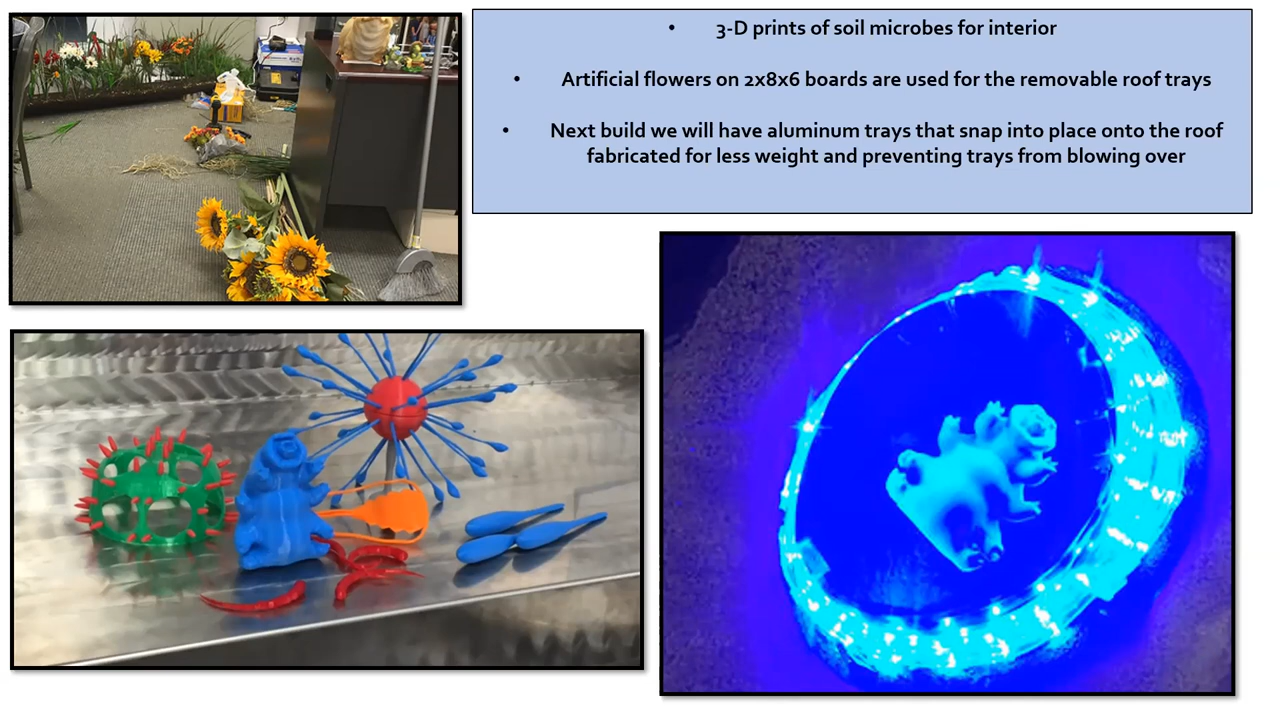 • 3-D prints of soil microbes for interior
• Artificial flowers on 2x8x6 boards are used for the removable roof trays
• Next build we will have aluminum trays that snap into place onto the roof
fabricated for less weight and preventing trays from blowing over